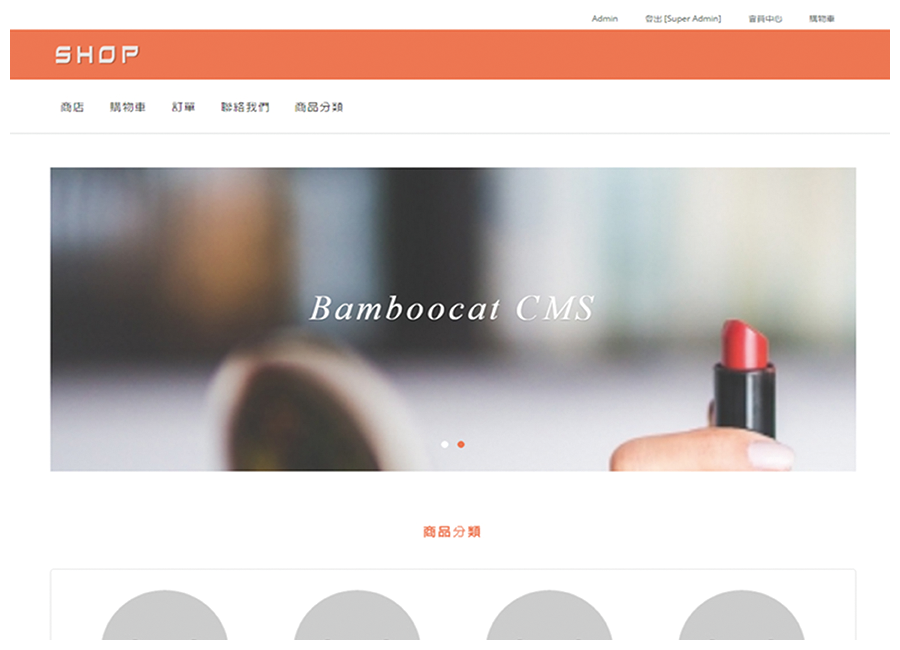 Admin 登出 [Super Admin] 會員中心 購物車
SHOP
商店 購物車 訂單 聯絡我們 商品分類
Bamboocat CMS
商品分類